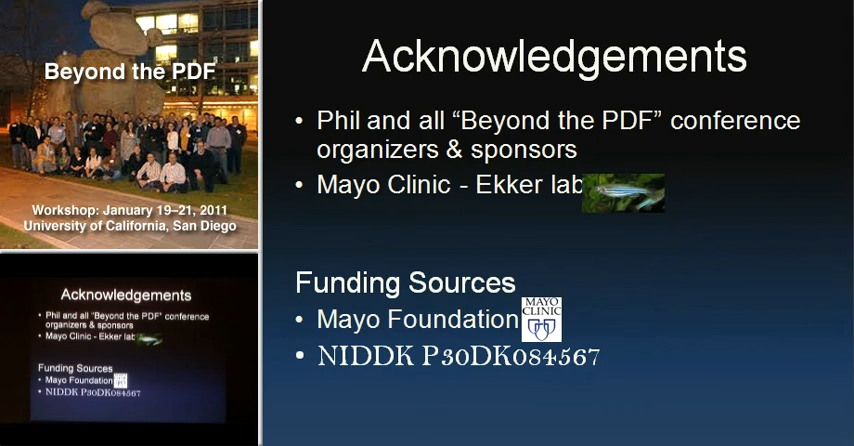 Beyond the PDF
Workshop: January 19–21, 2011
University of California, San Diego
Acknowledgements
• Phil and all “Beyond the PDF” conference
organizers & sponsors
• Mayo Clinic - Ekker lab
Funding Sources
• Mayo Foundation
MAYO
CLINIC
• NIDDK P30DK084567
Acknowledgements
• Phil and all “Beyond the PDF” conference
organizers & sponsors
• Mayo Clinic - Ekker lab
Funding Sources
• Mayo Foundation
• NIDDK P30DK084567